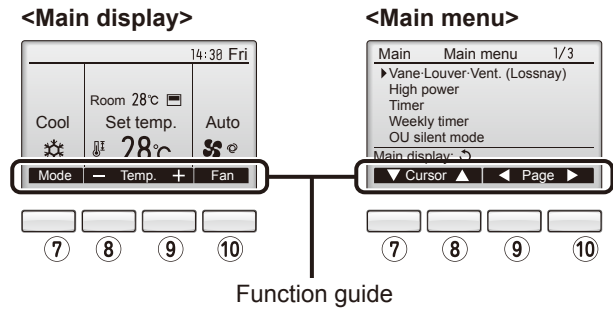 <Main display>
14:30 Fri
Room 28°C
Cool
Set temp.
Auto
28°C
Mode − Temp. + Fan
7 8 9 10
<Main menu>
Main Main menu 1/3
▶Vane·Louver·Vent. (Lossnay)
High power
Timer
Weekly timer
OU silent mode
Main display:
▼ Cursor ▲ ◀ Page ▶
7 8 9 10
Function guide